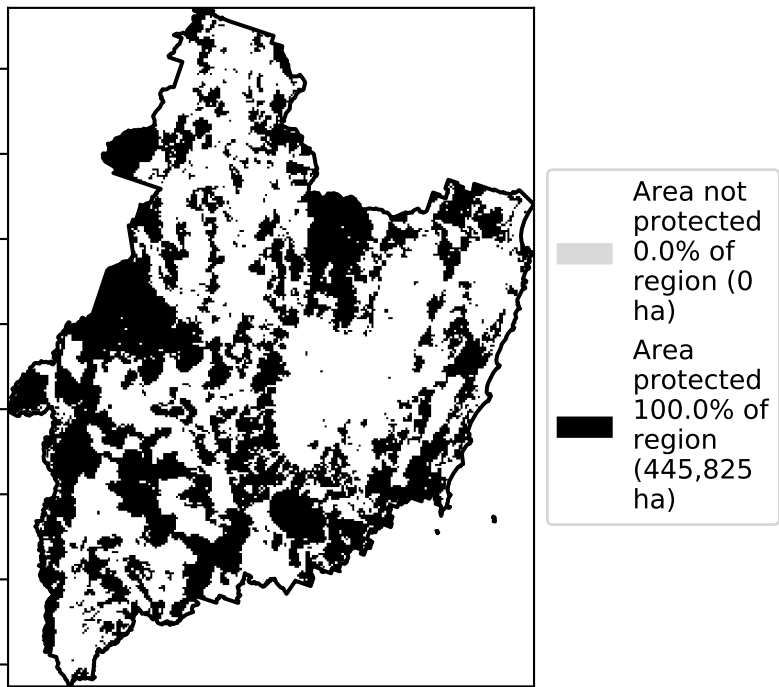 Area not
protected
0.0% of
region (0
ha)
Area
protected
100.0% of
region
(445,825
ha)